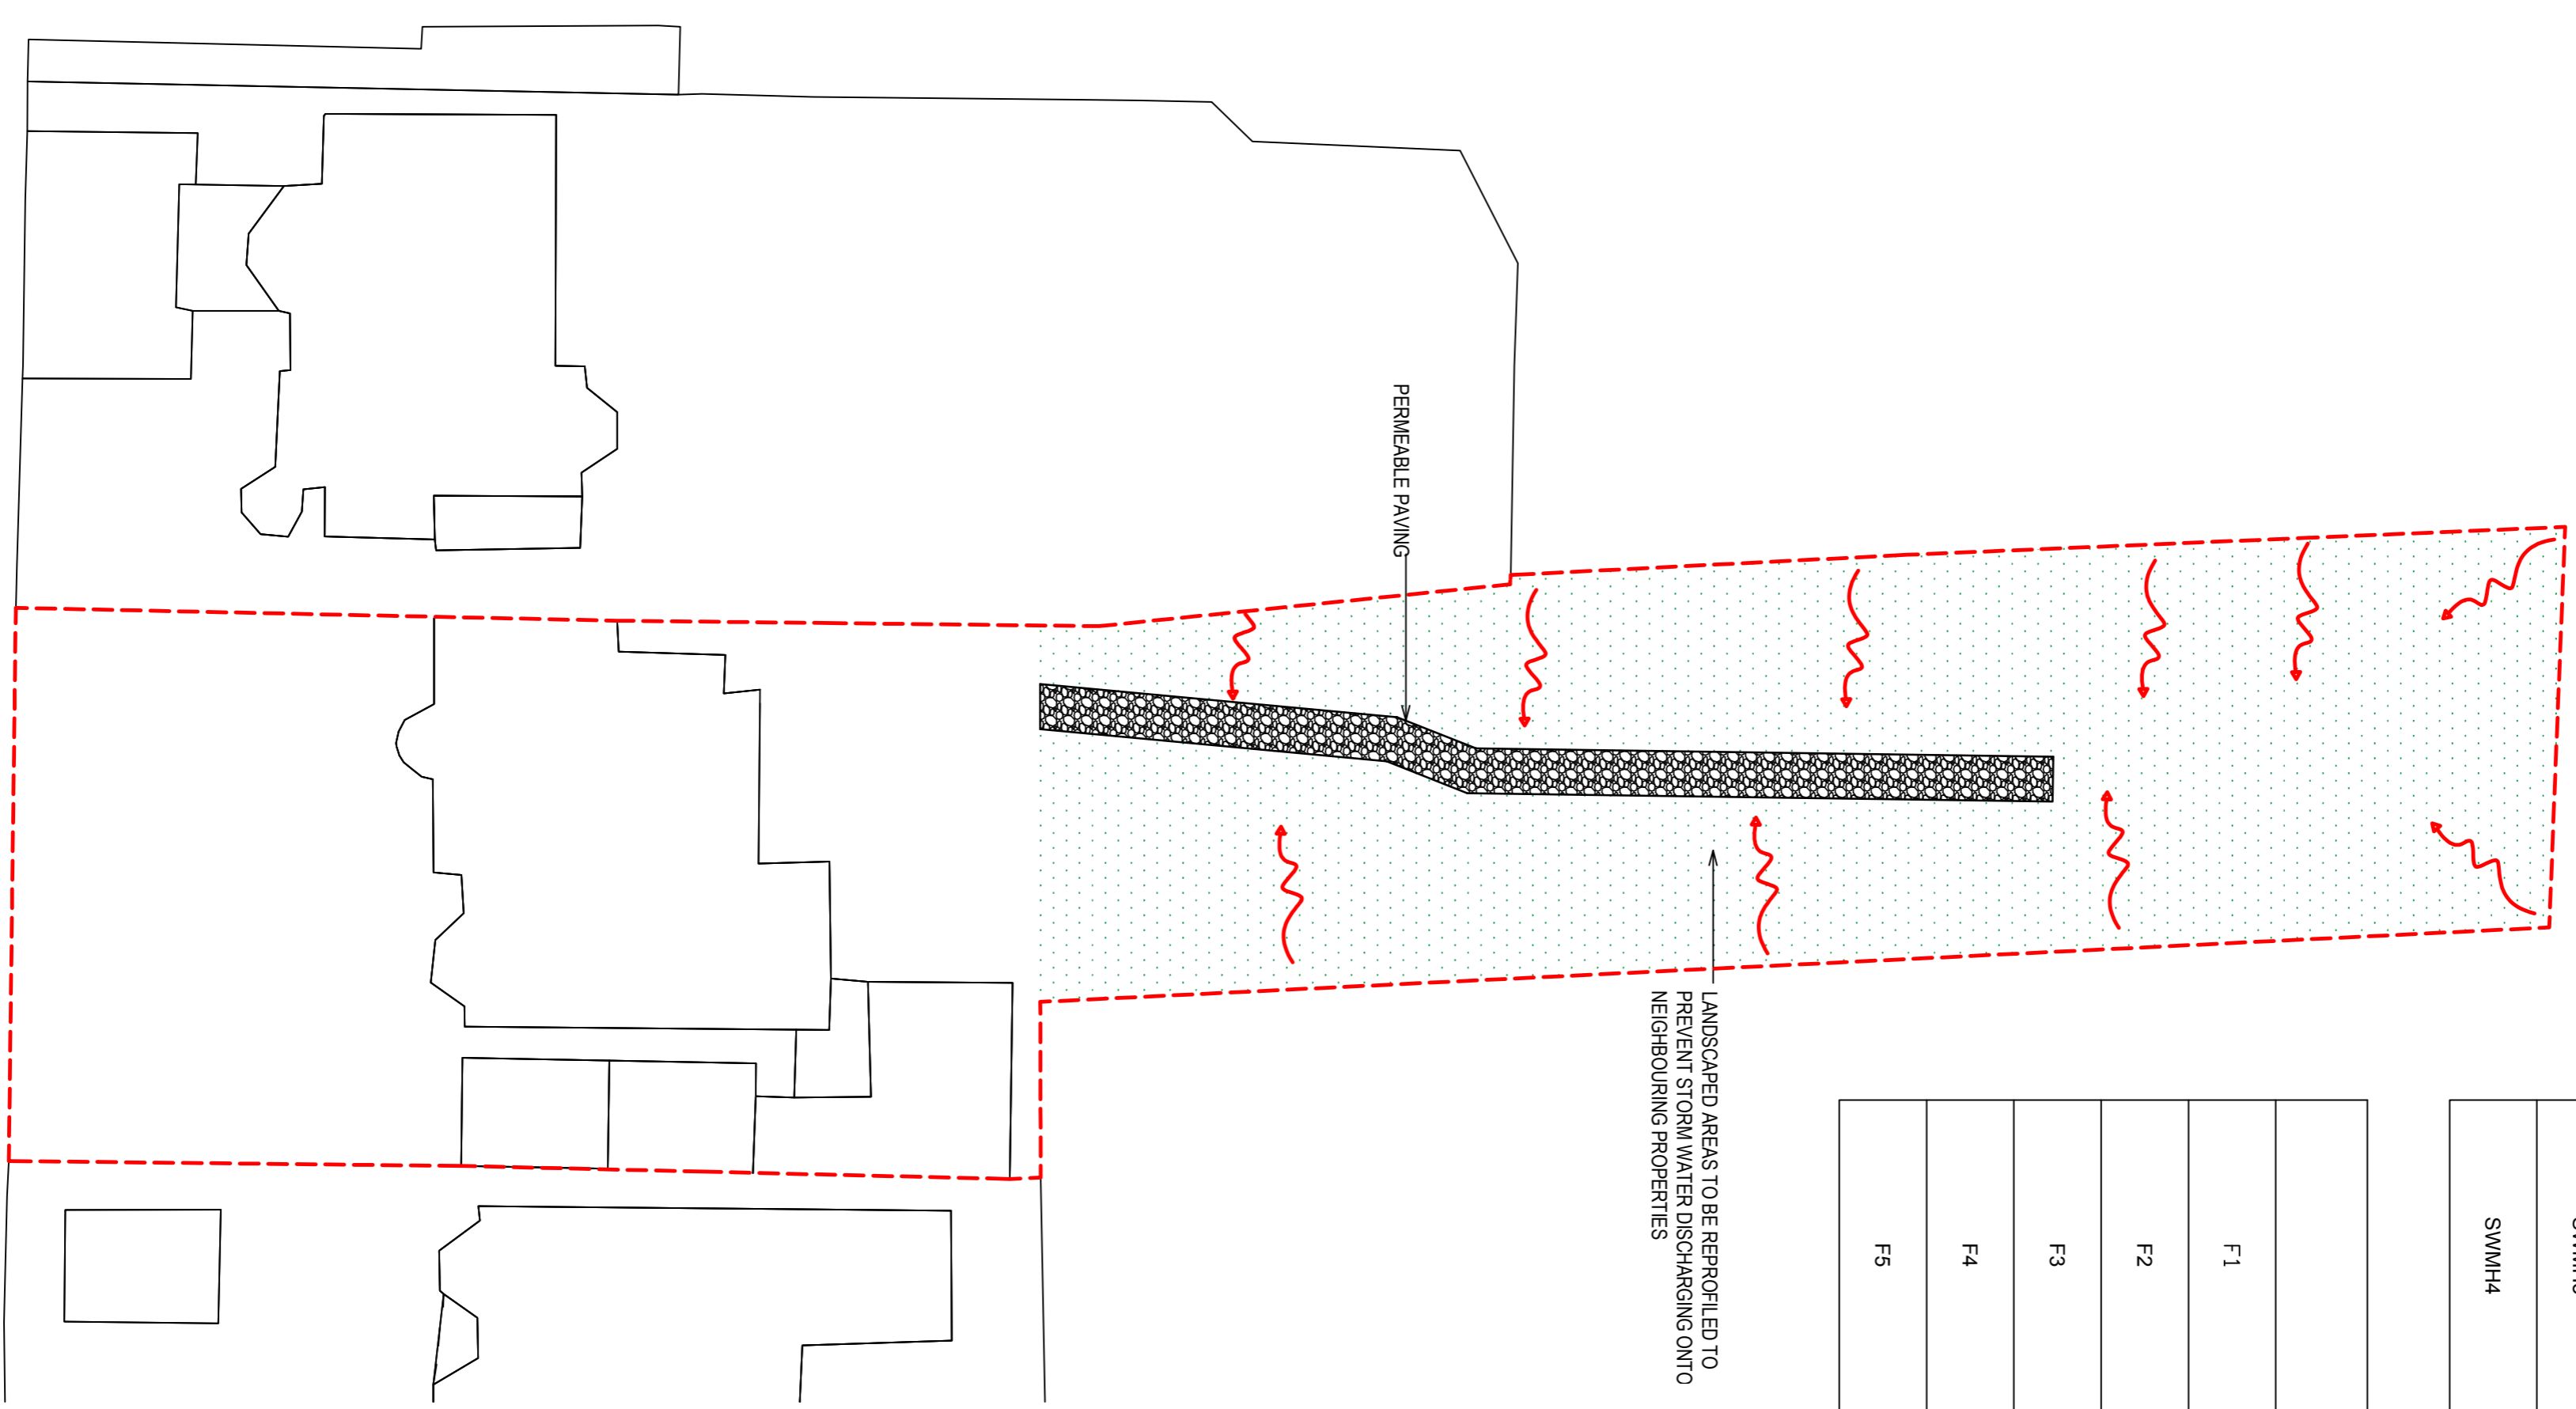 PERMEABLE PAVING
LANDSCAPED AREAS TO BE REPROFILED TO
PREVENT STORM WATER DISCHARGING ONTO
NEIGHBOURING PROPERTIES
SWMH4
F1
F2
F3
F4
F5